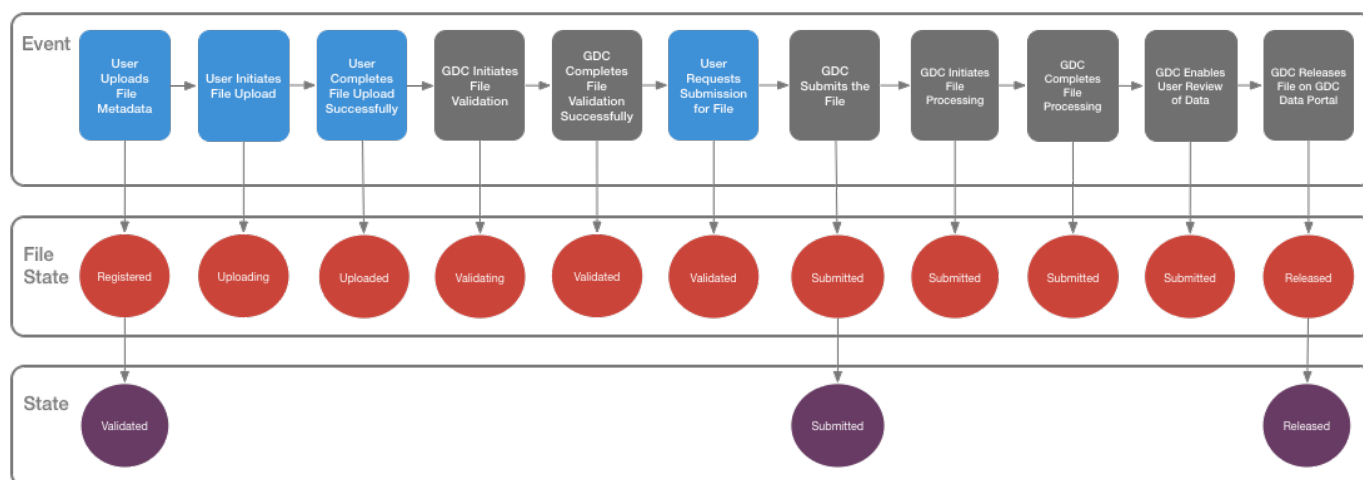 Event
User
Uploads
File
Metadata
User Initiates
File Upload
User
Completes
File Upload
Successfully
GDC Initiates
File
Validation
GDC
Completes
File
Validation
Successfully
User
Requests
Submission
for File
GDC
Submits the
File
GDC Initiates
File
Processing
GDC
Completes
File
Processing
GDC Enables
User Review
of Data
GDC Releases
File on GDC
Data Portal
File
State
Registered
Uploading
Uploaded
Validating
Validated
Validated
Submitted
Submitted
Submitted
Submitted
Released
State
Validated
Submitted
Released